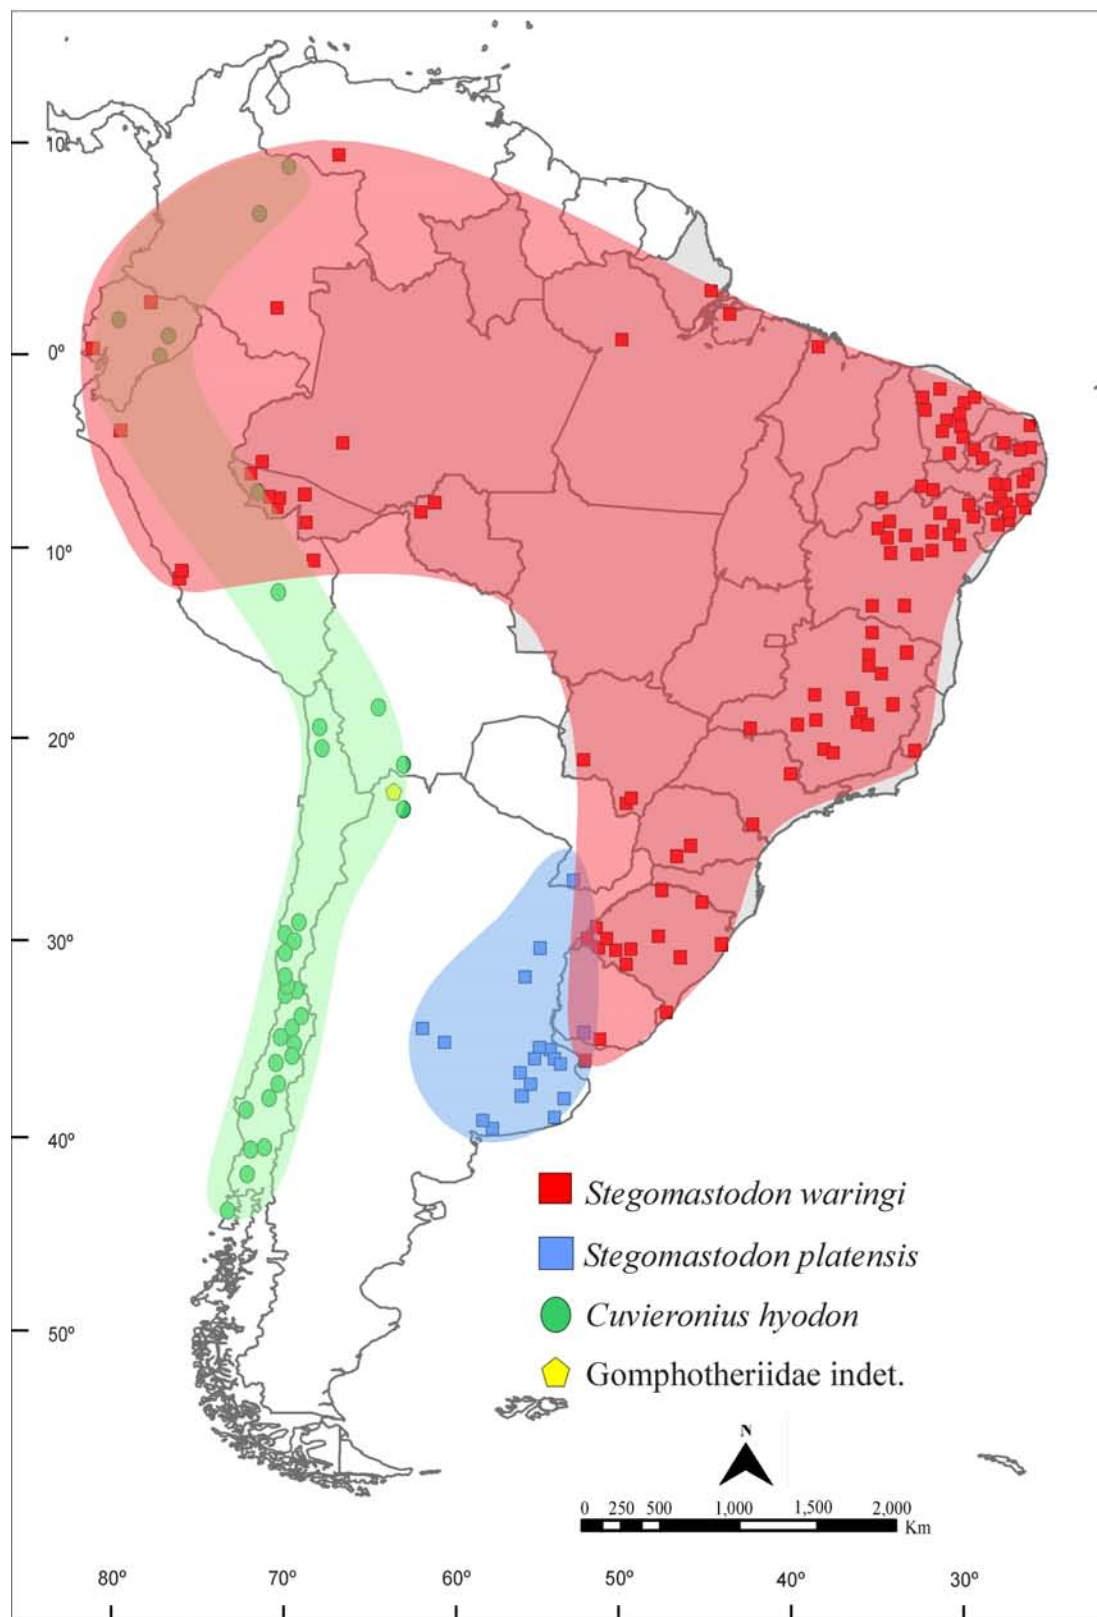 10º
0º
10º
20º
30º
40º
50º
Stegomastodon waringi
Stegomastodon platensis
Cuvieronius hyodon
Gomphotheriidae indet.
N
0 250 500 1,000 1,500 2,000
Km
80º 70º 60º 50º 40º 30º